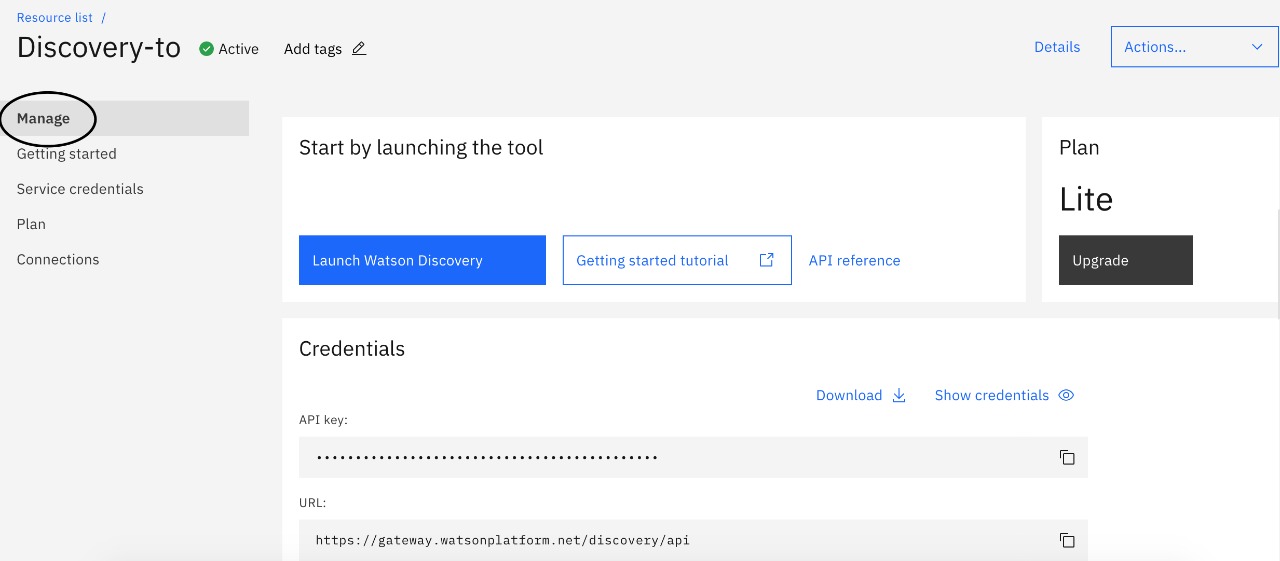 Resource list /
Discovery-to Active Add tags Details Actions...
Manage
Getting started
Service credentials
Plan
Connections
Start by launching the tool
Launch Watson Discovery Getting started tutorial API reference
Plan
Lite
Upgrade
Credentials
Download Show credentials
API key:
••••••••••••••••••••••••••••••••••••••••••••
URL:
https://gateway.watsonplatform.net/discovery/api